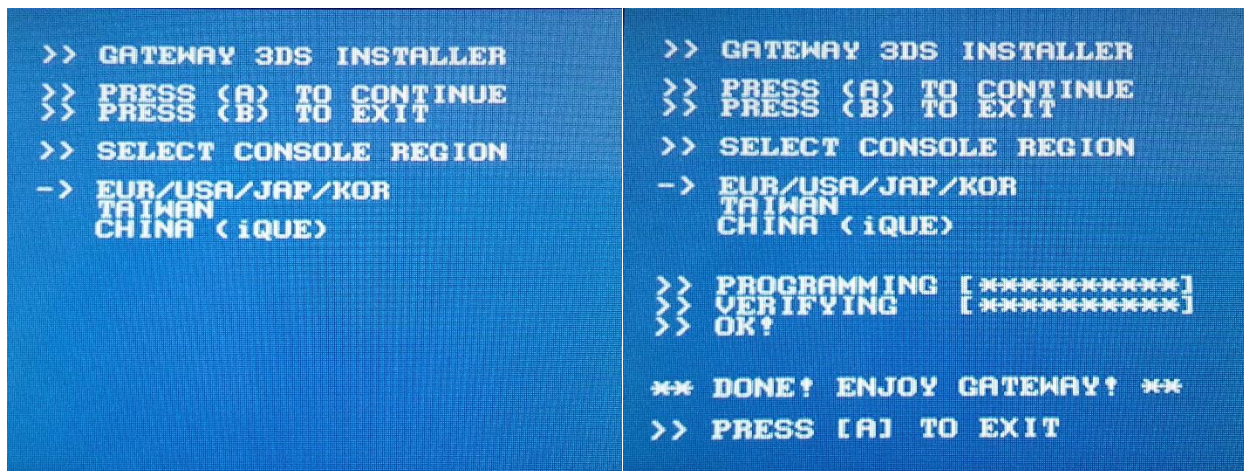 >> GATEWAY 3DS INSTALLER
>> PRESS (A) TO CONTINUE
>> PRESS (B) TO EXIT
>> SELECT CONSOLE REGION
-> EUR/USA/JAP/KOR
TAIWAN
CHINA (iQUE)
>> GATEWAY 3DS INSTALLER
>> PRESS (A) TO CONTINUE
>> PRESS (B) TO EXIT
>> SELECT CONSOLE REGION
-> EUR/USA/JAP/KOR
TAIWAN
CHINA (iQUE)
>> PROGRAMMING [**********]
>> VERIFYING [**********]
>> OK!
** DONE! ENJOY GATEWAY! **
>> PRESS [A] TO EXIT